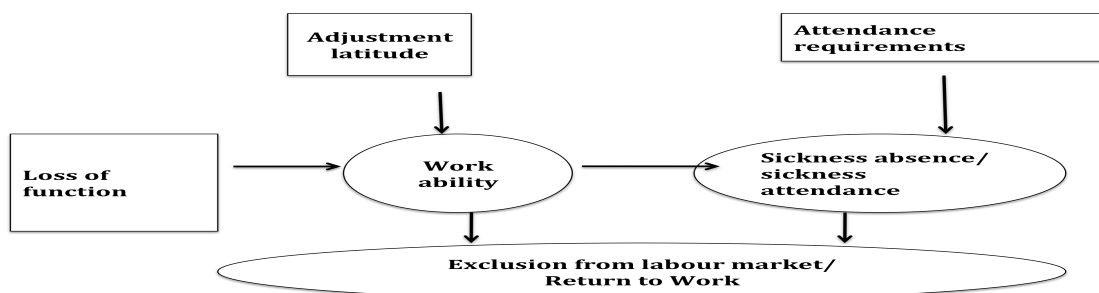 Adjustment
latitude
Attendance
requirements
Loss of
function
Work
ability
Sickness absence/
sickness
attendance
Exclusion from labour market/
Return to Work